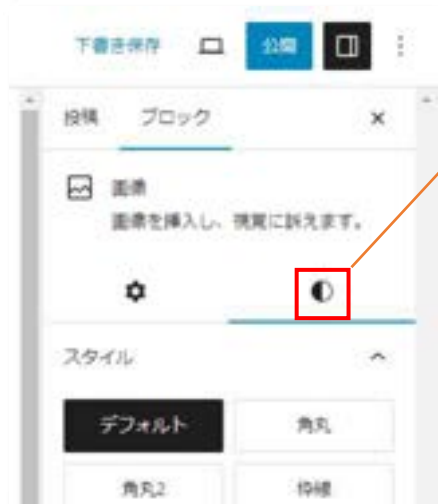 下書き保存 公開
投稿 ブロック
画像
画像を挿入し、視覚に訴えます。
スタイル
デフォルト 角丸
角丸2 枠線